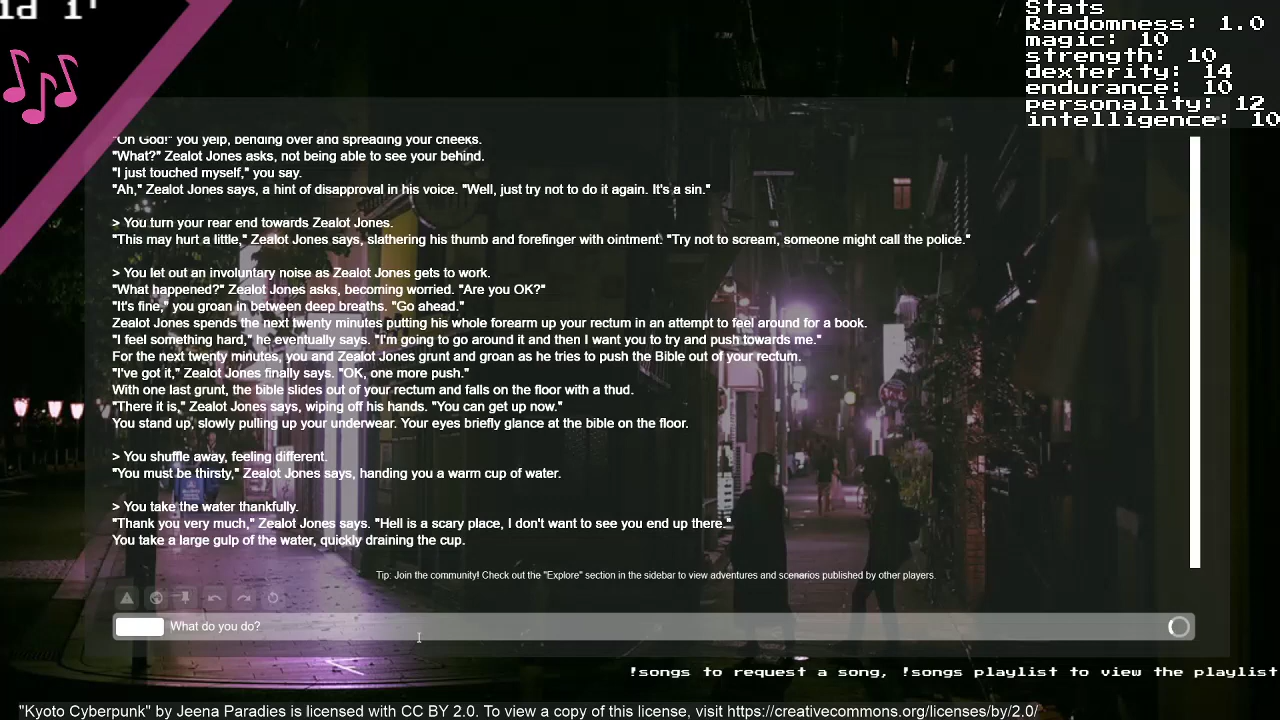 Stats
Randomness: 1.0
magic: 10
strength: 10
dexterity: 14
endurance: 10
personality: 12
intelligence: 10
"Oh God!" you yelp, bending over and spreading your cheeks.
"What?" Zealot Jones asks, not being able to see your behind.
"I just touched myself," you say.
"Ah," Zealot Jones says, a hint of disapproval in his voice. "Well, just try not to do it again. It's a sin."
> You turn your rear end towards Zealot Jones.
"This may hurt a little," Zealot Jones says, slathering his thumb and forefinger with ointment. "Try not to scream, someone might call the police."
> You let out an involuntary noise as Zealot Jones gets to work.
"What happened?" Zealot Jones asks, becoming worried. "Are you OK?"
"It's fine," you groan in between deep breaths. "Go ahead."
Zealot Jones spends the next twenty minutes putting his whole forearm up your rectum in an attempt to feel around for a book.
"I feel something hard," he eventually says. "I'm going to go around it and then I want you to try and push towards me."
For the next twenty minutes, you and Zealot Jones grunt and groan as he tries to push the Bible out of your rectum.
"I've got it," Zealot Jones finally says. "OK, one more push."
With one last grunt, the bible slides out of your rectum and falls on the floor with a thud.
"There it is," Zealot Jones says, wiping off his hands. "You can get up now."
You stand up, slowly pulling up your underwear. Your eyes briefly glance at the bible on the floor.
> You shuffle away, feeling different.
"You must be thirsty," Zealot Jones says, handing you a warm cup of water.
> You take the water thankfully.
"Thank you very much," Zealot Jones says. "Hell is a scary place, I don't want to see you end up there."
You take a large gulp of the water, quickly draining the cup.
Tip: Join the community! Check out the "Explore" section in the sidebar to view adventures and scenarios published by other players.
What do you do?
!songs to request a song, !songs playlist to view the playlist
"Kyoto Cyberpunk" by Jeena Paradies is licensed with CC BY 2.0. To view a copy of this license, visit https://creativecommons.org/licenses/by/2.0/